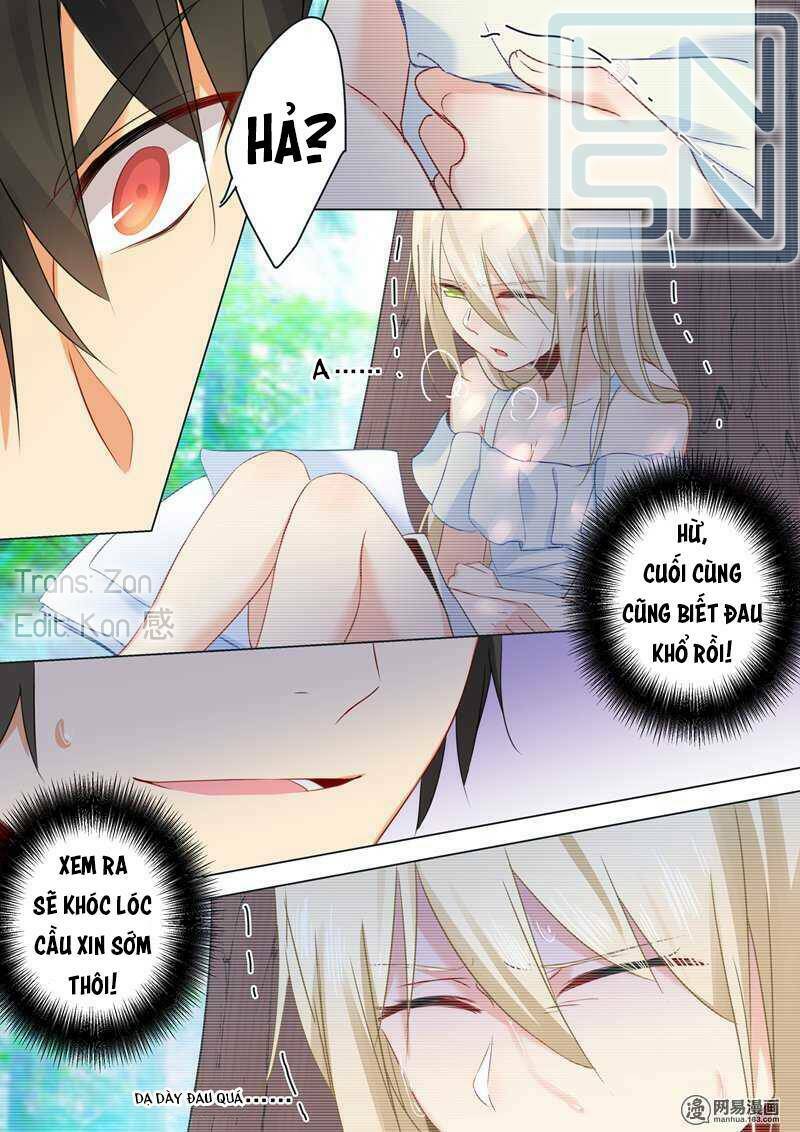 HẢ?
A......
HỪ,
CUỐI CÙNG
CŨNG BIẾT ĐAU
KHỔ RỒI!
Trans: Zon
Edit: Kan 感
XEM RA
SẼ KHÓC LÓC
CẦU XIN SỚM
THÔI!
DẠ DÀY ĐAU QUÁ......
网易漫画
manhua.163.com